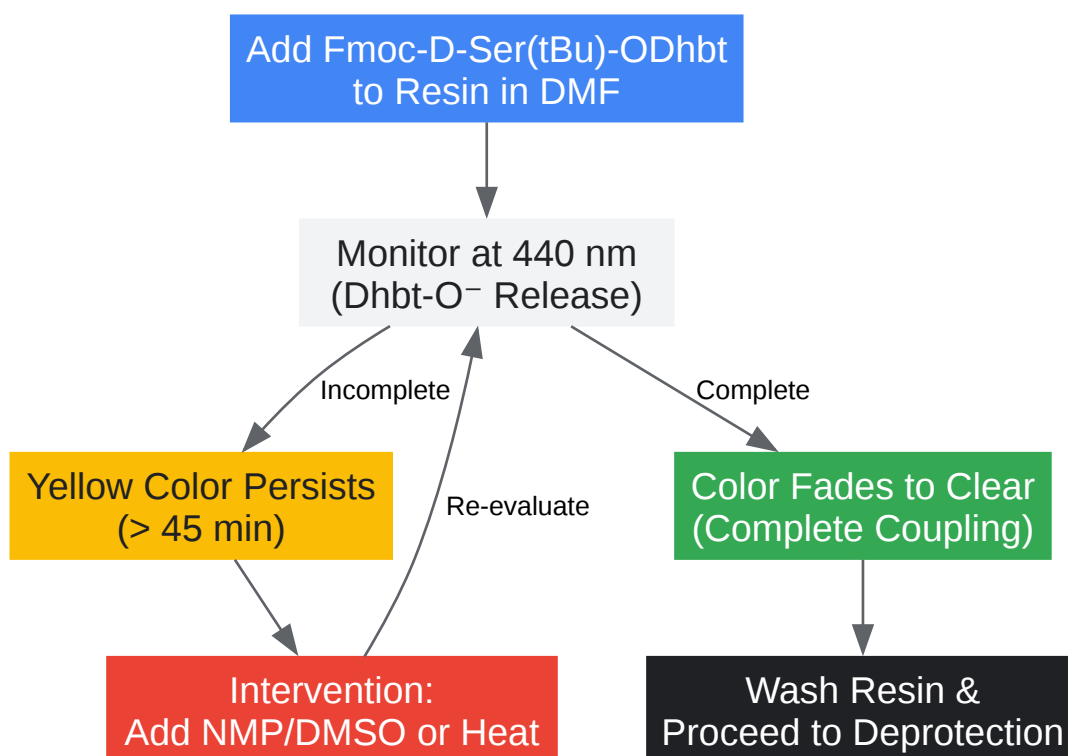 Add Fmoc-D-Ser(tBu)-ODhbt
to Resin in DMF
Monitor at 440 nm
(Dhbt-O⁻ Release)
Incomplete
Complete
Yellow Color Persists
(> 45 min)
Re-evaluate
Color Fades to Clear
(Complete Coupling)
Intervention:
Add NMP/DMSO or Heat
Wash Resin &
Proceed to Deprotection